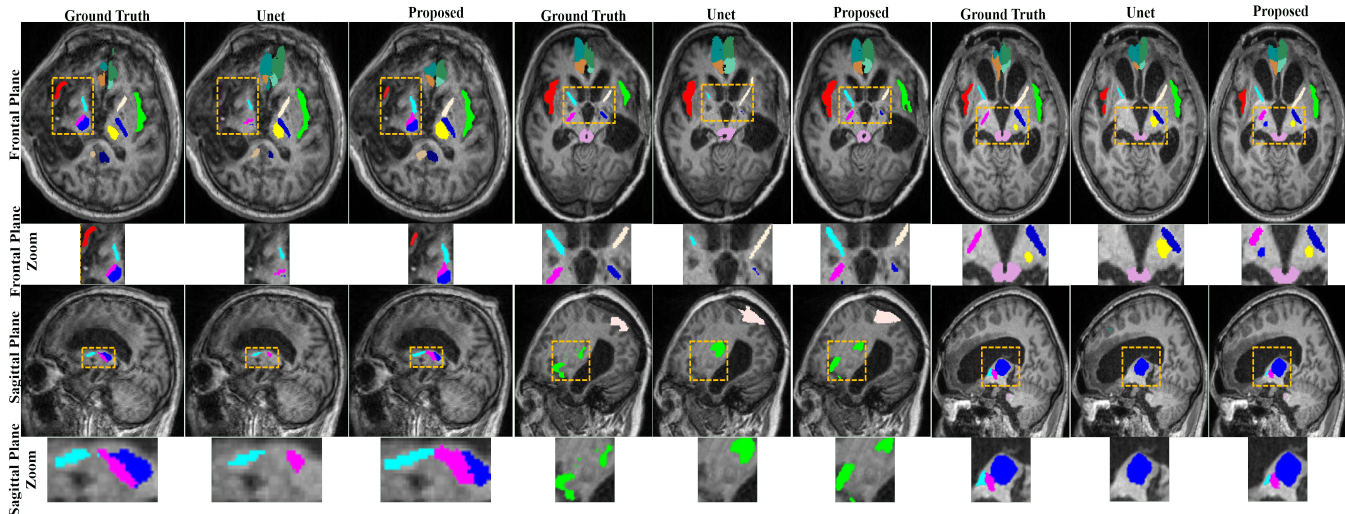 Ground Truth Unet Proposed Ground Truth Unet Proposed Ground Truth Unet Proposed
Frontal Plane
Frontal Plane
Zoom
Sagittal Plane
Sagittal Plane
Zoom